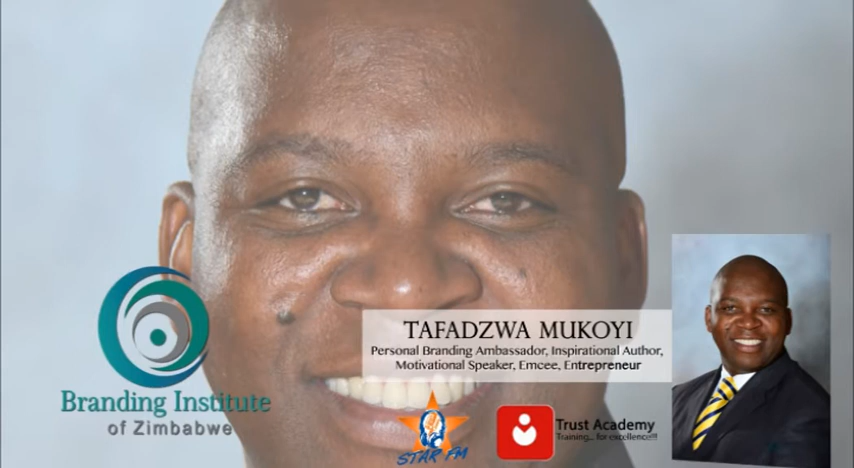 TAFADZWA MUKOYI
Personal Branding Ambassador, Inspirational Author,
Motivational Speaker, Emcee, Entrepreneur
Branding Institute
of Zimbabwe
STAR FM
Trust Academy
Training... for excellence!!!